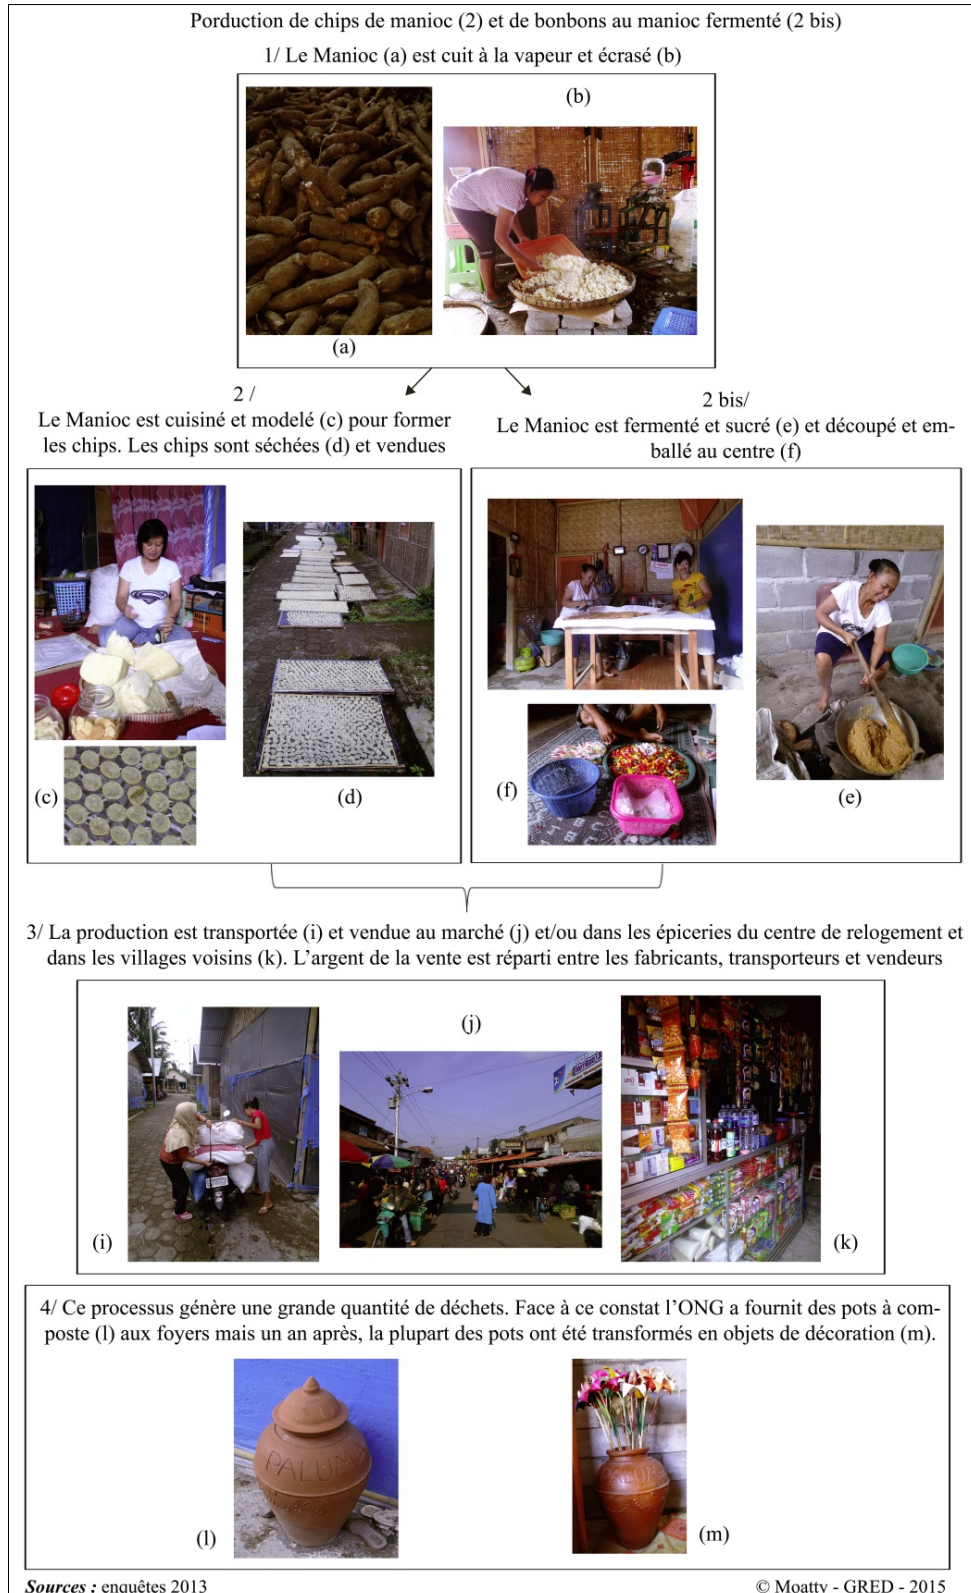 Porduction de chips de manioc (2) et de bonbons au manioc fermenté (2 bis)
1/ Le Manioc (a) est cuit à la vapeur et écrasé (b)
(b)
(a)
2 /
Le Manioc est cuisiné et modelé (c) pour former
les chips. Les chips sont séchées (d) et vendues
2 bis/
Le Manioc est fermenté et sucré (e) et découpé et em-
ballé au centre (f)
(c)
(d)
(f)
(e)
3/ La production est transportée (i) et vendue au marché (j) et/ou dans les épiceries du centre de relogement et
dans les villages voisins (k). L'argent de la vente est réparti entre les fabricants, transporteurs et vendeurs
(j)
(i)
(k)
4/ Ce processus génère une grande quantité de déchets. Face à ce constat l'ONG a fournit des pots à com-
poste (l) aux foyers mais un an après, la plupart des pots ont été transformés en objets de décoration (m).
PALUM
PALUM
(l)
(m)
Sources : enquêtes 2013
© Moatty - GRED - 2015